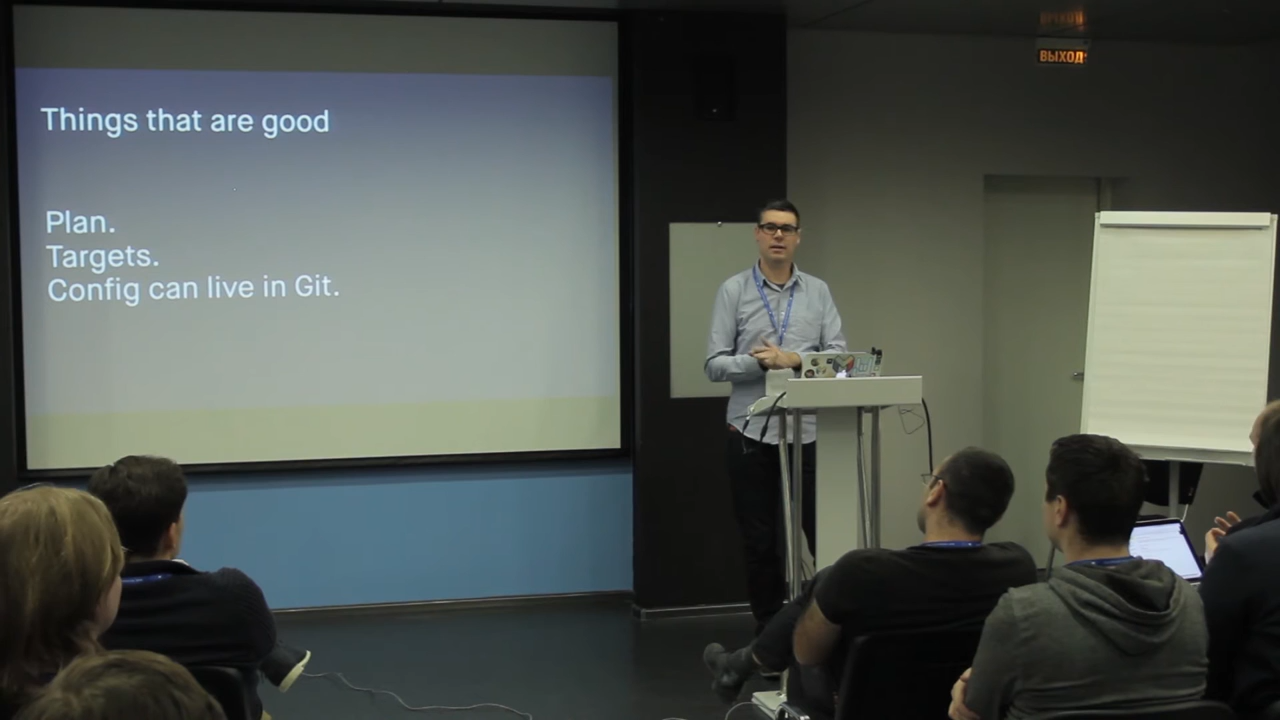 Things that are good
Plan.
Targets.
Config can live in Git.
ВЫХОД